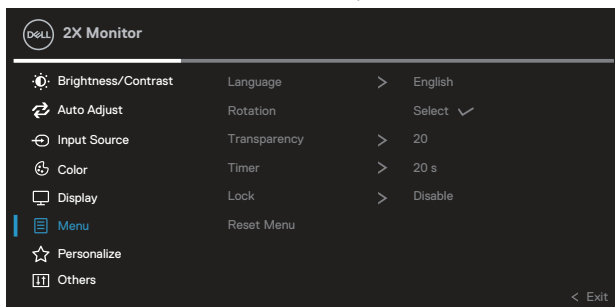 DELL 2X Monitor
Brightness/Contrast Language > English
Auto Adjust Rotation Select ✓
Input Source Transparency > 20
Color Timer > 20 s
Display Lock > Disable
Menu Reset Menu
Personalize
Others
< Exit